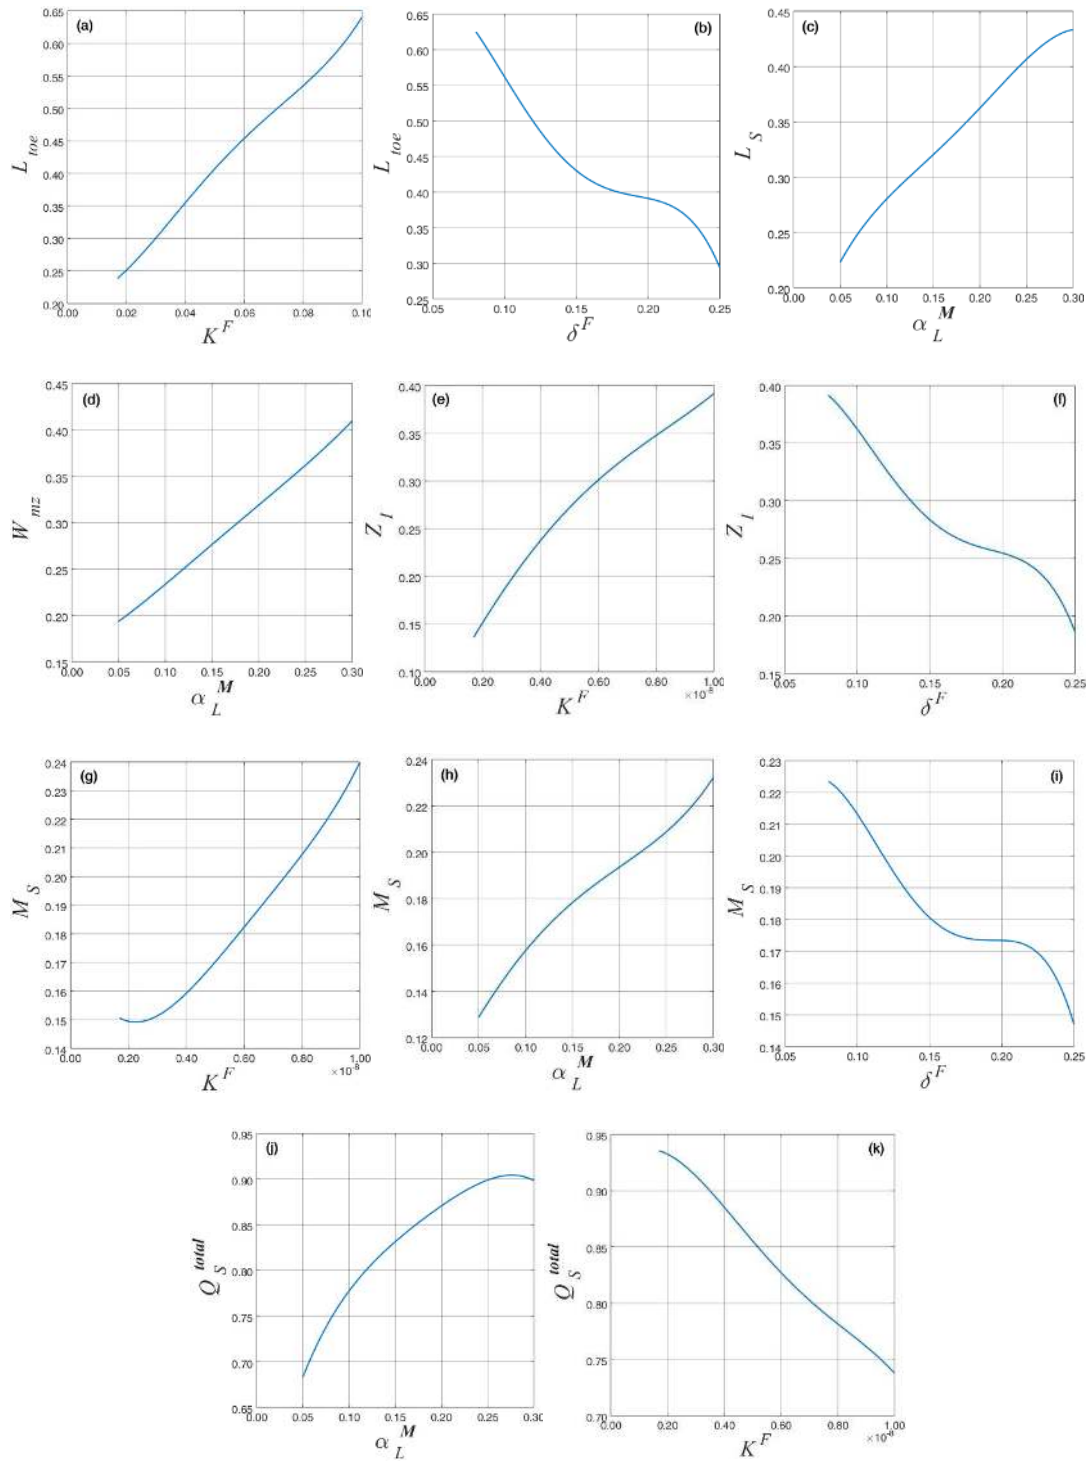 (a)
0.65
0.60
0.55
0.50
0.45
0.40
0.35
0.30
0.25
0.20
L toe
0.00 0.02 0.04 0.06 0.08 0.10
K F
(b)
0.65
0.60
0.55
0.50
0.45
0.40
0.35
0.30
0.25
L toe
0.05 0.10 0.15 0.20 0.25
δ F
(c)
0.45
0.40
0.35
0.30
0.25
0.20
L S
0.00 0.05 0.10 0.15 0.20 0.25 0.30
α L M
(d)
0.45
0.40
0.35
0.30
0.25
0.20
0.15
W mz
0.00 0.05 0.10 0.15 0.20 0.25 0.30
α L M
(e)
0.40
0.35
0.30
0.25
0.20
0.15
0.10
Z I
0.00 0.20 0.40 0.60 0.80 1.00
×10 -8
K F
(f)
0.40
0.35
0.30
0.25
0.20
0.15
Z I
0.05 0.10 0.15 0.20 0.25
δ F
(g)
0.24
0.23
0.22
0.21
0.20
0.19
0.18
0.17
0.16
0.15
0.14
M S
0.00 0.20 0.40 0.60 0.80 1.00
×10 -8
K F
(h)
0.24
0.22
0.20
0.18
0.16
0.14
0.12
M S
0.00 0.05 0.10 0.15 0.20 0.25 0.30
α L M
(i)
0.23
0.22
0.21
0.20
0.19
0.18
0.17
0.16
0.15
0.14
M S
0.05 0.10 0.15 0.20 0.25
δ F
(j)
0.95
0.90
0.85
0.80
0.75
0.70
0.65
Q S total
0.00 0.05 0.10 0.15 0.20 0.25 0.30
α L M
(k)
0.95
0.90
0.85
0.80
0.75
0.70
Q S total
0.00 0.20 0.40 0.60 0.80 1.00
×10 -8
K F